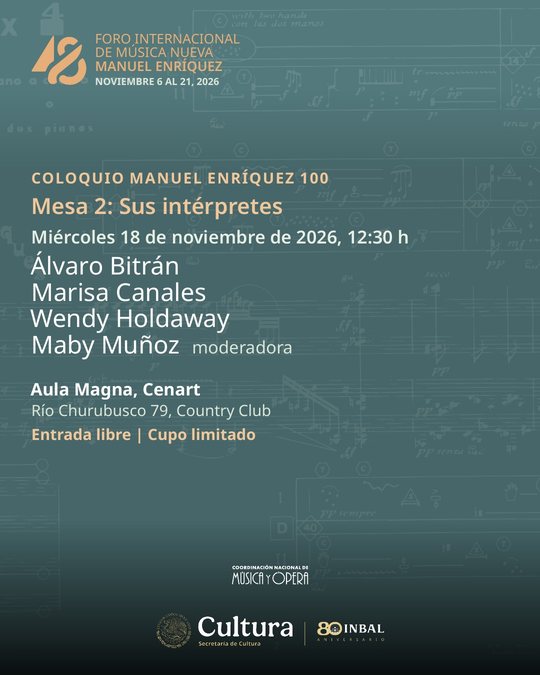 48
FORO INTERNACIONAL
DE MÚSICA NUEVA
MANUEL ENRÍQUEZ
NOVIEMBRE 6 AL 21, 2026
COLOQUIO MANUEL ENRÍQUEZ 100
Mesa 2: Sus intérpretes
Miércoles 18 de noviembre de 2026, 12:30 h
Álvaro Bitrán
Marisa Canales
Wendy Holdaway
Maby Muñoz moderadora
Aula Magna, Cenart
Río Churubusco 79, Country Club
Entrada libre | Cupo limitado
COORDINACIÓN NACIONAL DE
MÚSICA Y ÓPERA
Cultura
Secretaría de Cultura
80 INBAL
ANIVERSARIO